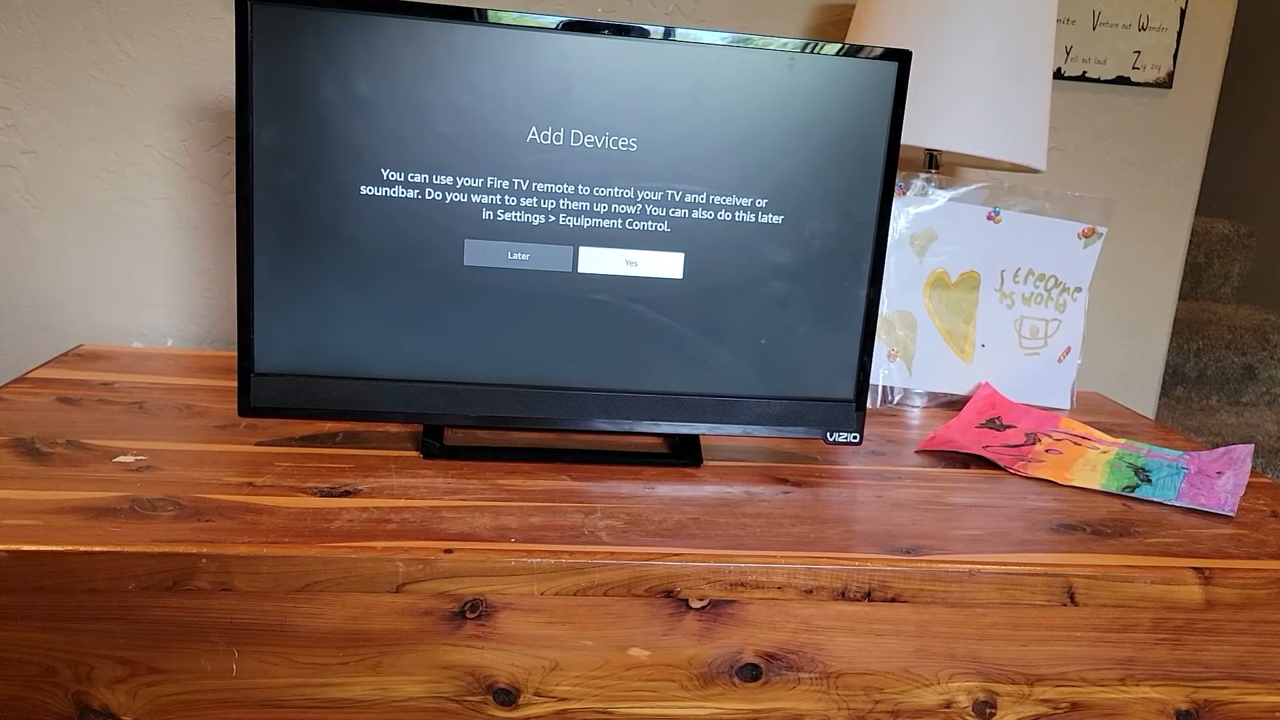 Add Devices
You can use your Fire TV remote to control your TV and receiver or
soundbar. Do you want to set up them up now? You can also do this later
in Settings > Equipment Control.
Later
Yes
VIZIO
Venture out Wonder
Yell out loud Zig zag